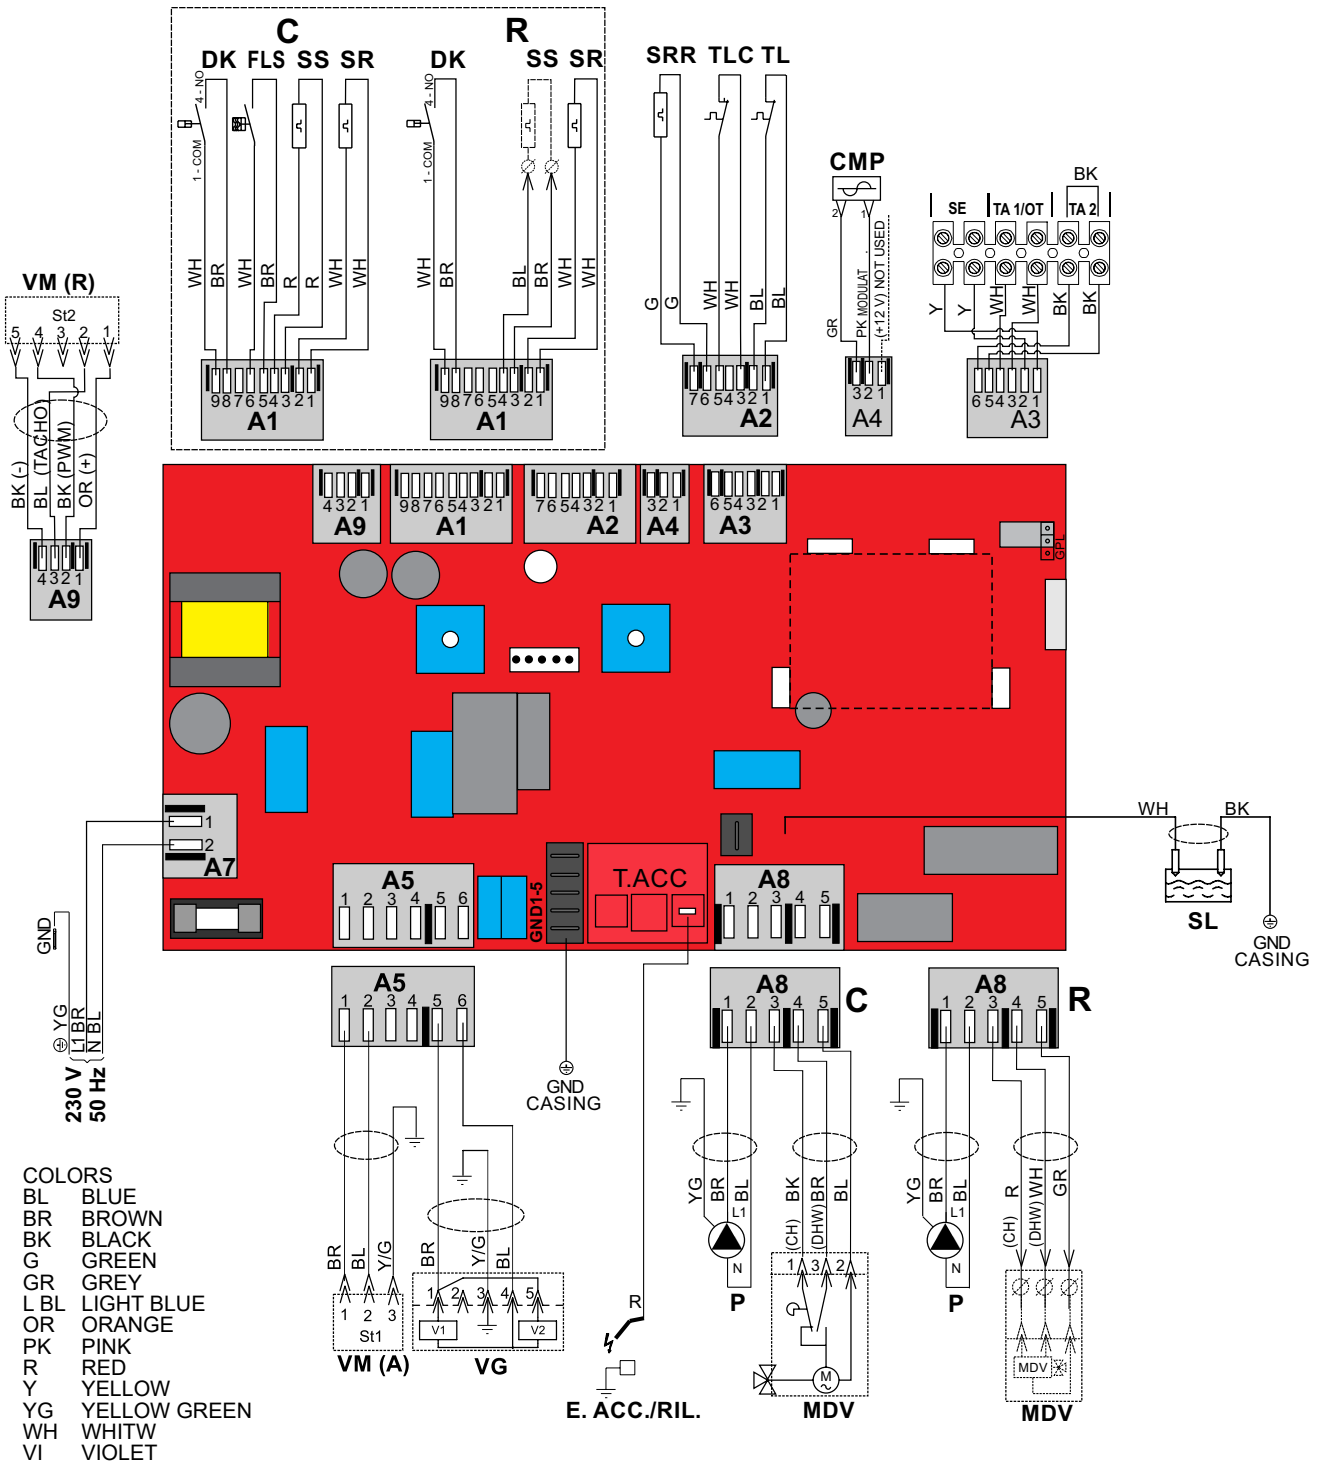 C
R
DK FLS SS SR
DK SS SR
SRR TLC TL
4 - NO
1 - COM
4 - NO
1 - COM
CMP
2 1
BK
SE TA 1/OT TA 2
WH BR WH BR R R WH WH
WH BR BL BR WH WH
G G WH WH BL BL
GR
PK MODULAT .
(+12 V) NOT USED
Y Y WH WH BK BK
VM (R)
St2
5 4 3 2 1
BK (-)
BL (TACHO)
BK (PWM)
OR (+)
9 8 7 6 5 4 3 2 1
A1
9 8 7 6 5 4 3 2 1
A1
7 6 5 4 3 2 1
A2
3 2 1
A4
6 5 4 3 2 1
A3
4 3 2 1
A9
4 3 2 1
A9
9 8 7 6 5 4 3 2 1
A1
7 6 5 4 3 2 1
A2
3 2 1
A4
6 5 4 3 2 1
A3
GPL
1
2
A7
A5
1 2 3 4 5 6
GND1-5
T.ACC
A8
1 2 3 4 5
WH BK
SL
GND
CASING
GND
YG
L1 BR
N BL
230 V
50 Hz
A5
1 2 3 4 5 6
GND
CASING
A8
1 2 3 4 5
C
A8
1 2 3 4 5
R
BR BL Y/G
1 2 3
St1
VM (A)
BR Y/G BL
1 2 3 4 5
V1 V2
VG
R
E. ACC./RIL.
YG BR BL
L1
N
P
(CH) BK
(DHW) BR
BL
1 3 2
M
MDV
YG BR BL
L1
N
P
(CH) R
(DHW) WH
GR
MDV
MDV
COLORS
BL BLUE
BR BROWN
BK BLACK
G GREEN
GR GREY
L BL LIGHT BLUE
OR ORANGE
PK PINK
R RED
Y YELLOW
YG YELLOW GREEN
WH WHITW
VI VIOLET